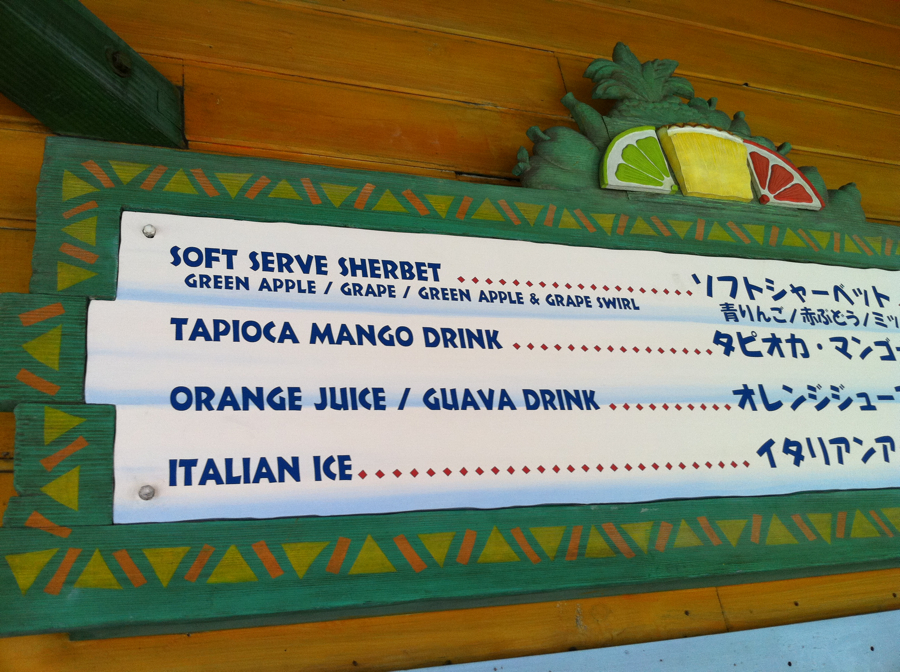 SOFT SERVE SHERBET ソフトシャーベット
GREEN APPLE / GRAPE / GREEN APPLE & GRAPE SWIRL 青りんご/赤ぶどう/ミッ
TAPIOCA MANGO DRINK タピオカ・マンゴー
ORANGE JUICE / GUAVA DRINK オレンジジュース
ITALIAN ICE イタリアンア